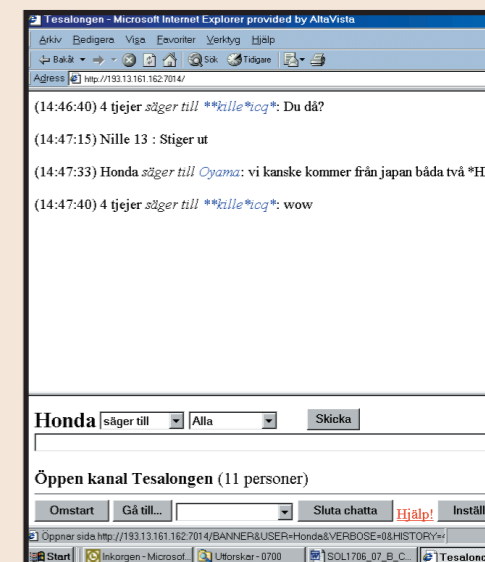 Tesalongen - Microsoft Internet Explorer provided by AltaVista
Arkiv Redigera Visa Favoriter Verktyg Hjälp
Bakåt Sök Tidigare
Adress http://193.13.161.162:7014/
(14:46:40) 4 tjejer säger till **kille*icq*: Du då?
(14:47:15) Nille 13 : Stiger ut
(14:47:33) Honda säger till Oyama: vi kanske kommer från japan båda två *H
(14:47:40) 4 tjejer säger till **kille*icq*: wow
Honda säger till Alla Skicka
Öppen kanal Tesalongen (11 personer)
Omstart Gå till... Sluta chatta Hjälp! Inställ
Öppnar sida http://193.13.161.162:7014/BANNER&USER=Honda&VERBOSE=0&HISTORY=
Start Inkorgen - Microsof... Utforskar - 0700 SOL1706_07_B_C... Tesalong